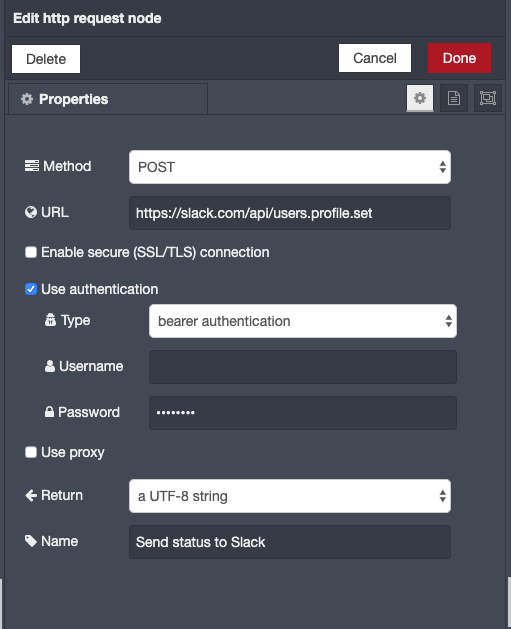 Edit http request node
Delete
Cancel
Done
Properties
Method
POST
URL
https://slack.com/api/users.profile.set
Enable secure (SSL/TLS) connection
Use authentication
Type
bearer authentication
Username
Password
••••••••
Use proxy
Return
a UTF-8 string
Name
Send status to Slack